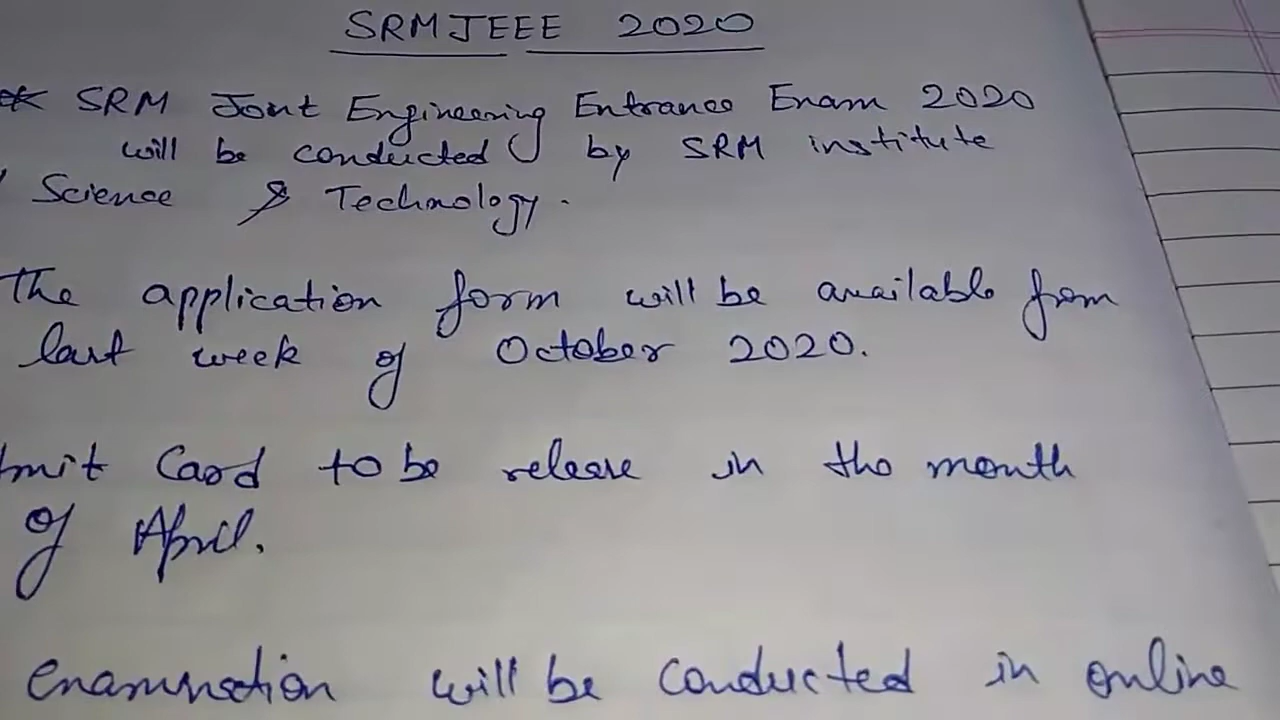 SRMJEEE 2020
* SRM Joint Engineering Entrance Exam 2020
will be conducted by SRM institute
Science & Technology.
The application form will be available from
last week of October 2020.
mit Card to be release in the month
of April.
examination will be conducted in online